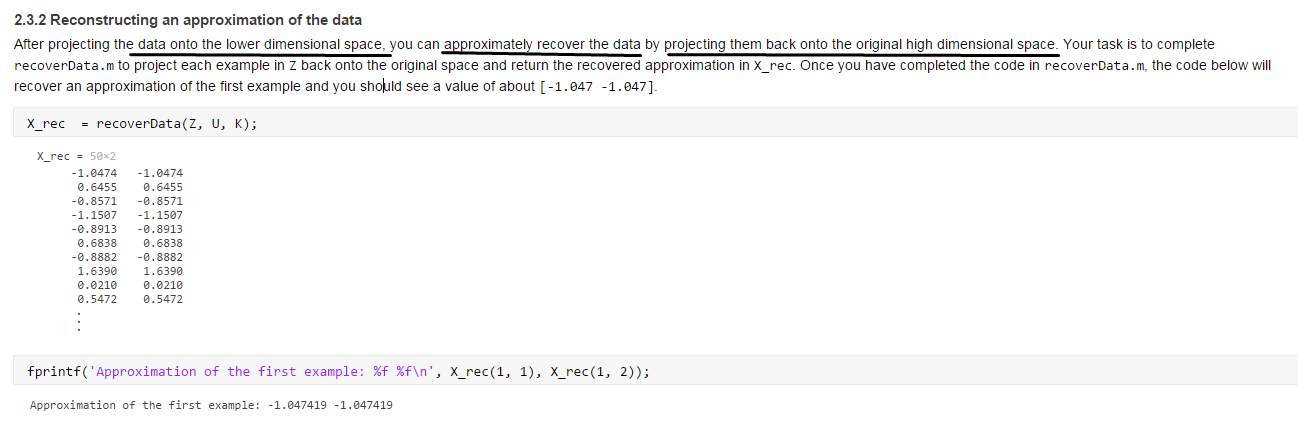 2.3.2 Reconstructing an approximation of the data
After projecting the data onto the lower dimensional space, you can approximately recover the data by projecting them back onto the original high dimensional space. Your task is to complete
recoverData.m to project each example in Z back onto the original space and return the recovered approximation in X_rec. Once you have completed the code in recoverData.m, the code below will
recover an approximation of the first example and you should see a value of about [-1.047 -1.047].
X_rec = recoverData(Z, U, K);
X_rec = 50×2
-1.0474 -1.0474
0.6455 0.6455
-0.8571 -0.8571
-1.1507 -1.1507
-0.8913 -0.8913
0.6838 0.6838
-0.8882 -0.8882
1.6390 1.6390
0.0210 0.0210
0.5472 0.5472
⋮
fprintf('Approximation of the first example: %f %f\n', X_rec(1, 1), X_rec(1, 2));
Approximation of the first example: -1.047419 -1.047419